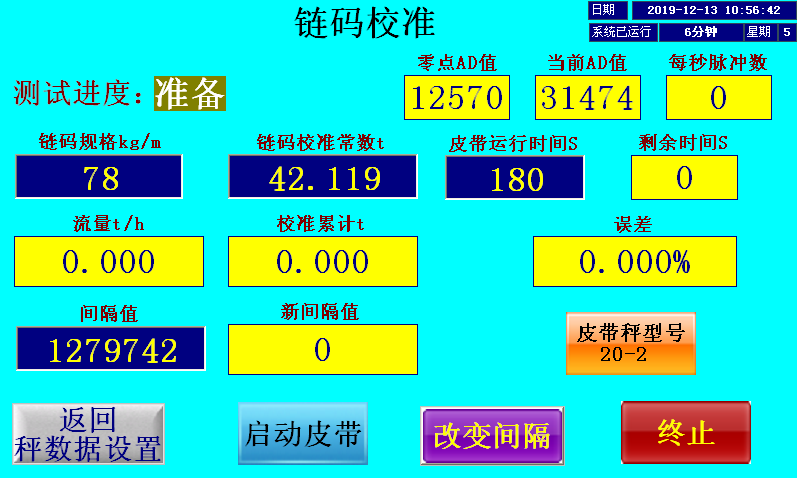 链码校准
日期 2019-12-13 10:56:42
系统已运行 6分钟 星期 5
测试进度：准备
零点AD值 当前AD值 每秒脉冲数
12570 31474 0
链码规格kg/m 链码校准常数t 皮带运行时间S 剩余时间S
78 42.119 180 0
流量t/h 校准累计t 误差
0.000 0.000 0.000%
间隔值 新间隔值
1279742 0
皮带秤型号
20-2
返回
秤数据设置
启动皮带
改变间隔
终止